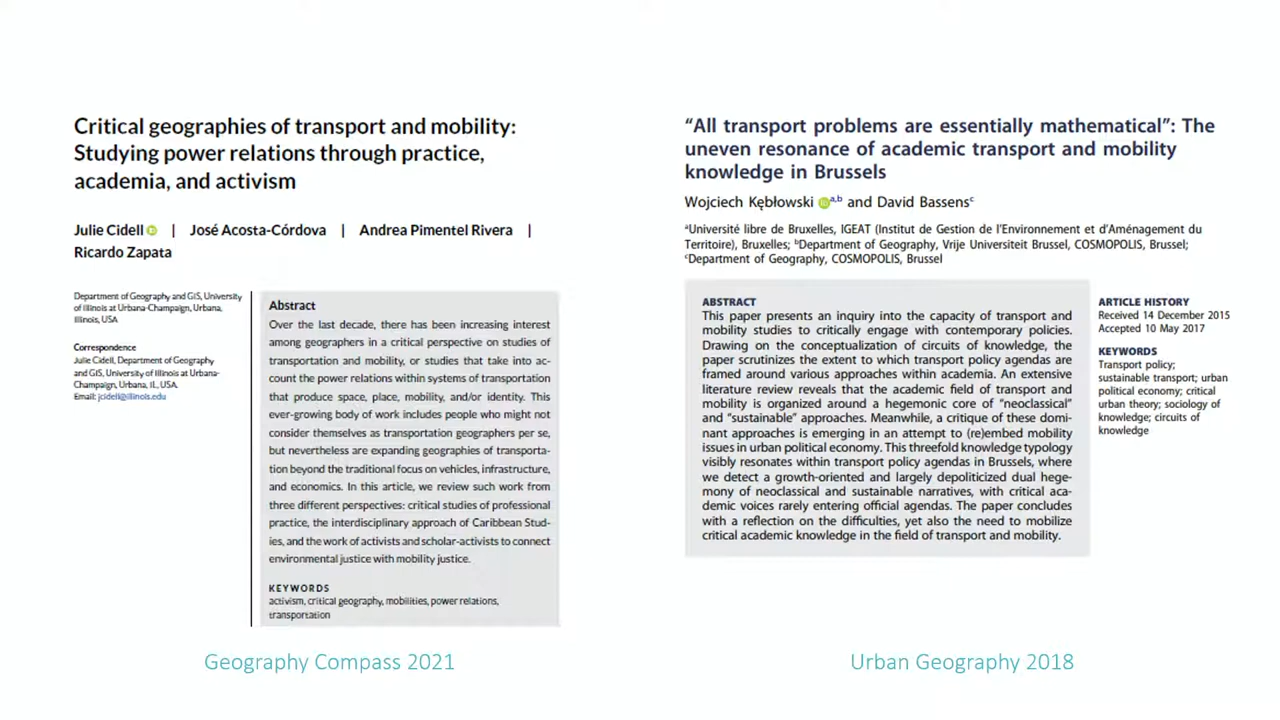 Critical geographies of transport and mobility:
Studying power relations through practice,
academia, and activism
Julie Cidell | José Acosta-Córdova | Andrea Pimentel Rivera |
Ricardo Zapata
Department of Geography and GIS, University
of Illinois at Urbana-Champaign, Urbana,
Illinois, USA
Correspondence
Julie Cidell, Department of Geography
and GIS, University of Illinois at Urbana-
Champaign, Urbana, IL, USA.
Email: jcidell@illinois.edu
Abstract
Over the last decade, there has been increasing interest
among geographers in a critical perspective on studies of
transportation and mobility, or studies that take into ac-
count the power relations within systems of transportation
that produce space, place, mobility, and/or identity. This
ever-growing body of work includes people who might not
consider themselves as transportation geographers per se,
but nevertheless are expanding geographies of transporta-
tion beyond the traditional focus on vehicles, infrastructure,
and economics. In this article, we review such work from
three different perspectives: critical studies of professional
practice, the interdisciplinary approach of Caribbean Stud-
ies, and the work of activists and scholar-activists to connect
environmental justice with mobility justice.
KEYWORDS
activism, critical geography, mobilities, power relations,
transportation
Geography Compass 2021
“All transport problems are essentially mathematical”: The
uneven resonance of academic transport and mobility
knowledge in Brussels
Wojciech Kębłowski iD a,b and David Bassens c
aUniversité libre de Bruxelles, IGEAT (Institut de Gestion de l’Environnement et d’Aménagement du
Territoire), Bruxelles; bDepartment of Geography, Vrije Universiteit Brussel, COSMOPOLIS, Brussel;
cDepartment of Geography, COSMOPOLIS, Brussel
ABSTRACT
This paper presents an inquiry into the capacity of transport and
mobility studies to critically engage with contemporary policies.
Drawing on the conceptualization of circuits of knowledge, the
paper scrutinizes the extent to which transport policy agendas are
framed around various approaches within academia. An extensive
literature review reveals that the academic field of transport and
mobility is organized around a hegemonic core of “neoclassical”
and “sustainable” approaches. Meanwhile, a critique of these domi-
nant approaches is emerging in an attempt to (re)embed mobility
issues in urban political economy. This threefold knowledge typology
visibly resonates within transport policy agendas in Brussels, where
we detect a growth-oriented and largely depoliticized dual hege-
mony of neoclassical and sustainable narratives, with critical aca-
demic voices rarely entering official agendas. The paper concludes
with a reflection on the difficulties, yet also the need to mobilize
critical academic knowledge in the field of transport and mobility.
ARTICLE HISTORY
Received 14 December 2015
Accepted 10 May 2017
KEYWORDS
Transport policy;
sustainable transport; urban
political economy; critical
urban theory; sociology of
knowledge; circuits of
knowledge
Urban Geography 2018